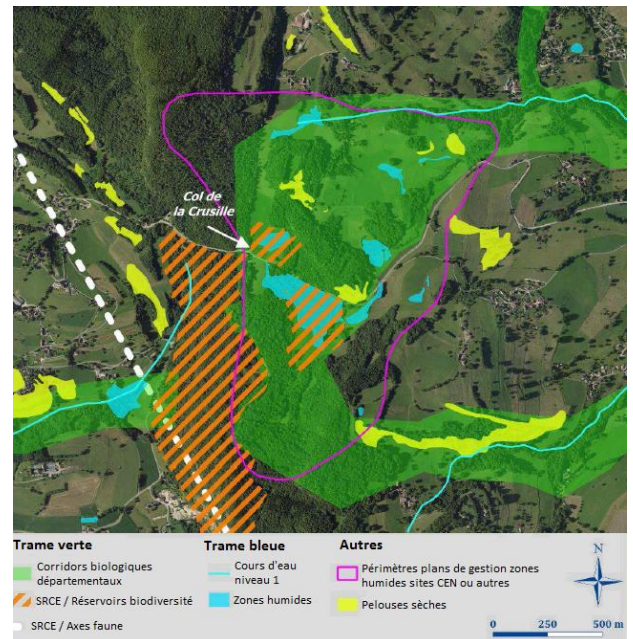 Col de
la Crusille
Trame verte
Corridors biologiques
départementaux
SRCE / Réservoirs biodiversité
SRCE / Axes faune
Trame bleue
Cours d'eau
niveau 1
Zones humides
Autres
Périmètres plans de gestion zones
humides sites CEN ou autres
Pelouses sèches
N
0 250 500 m